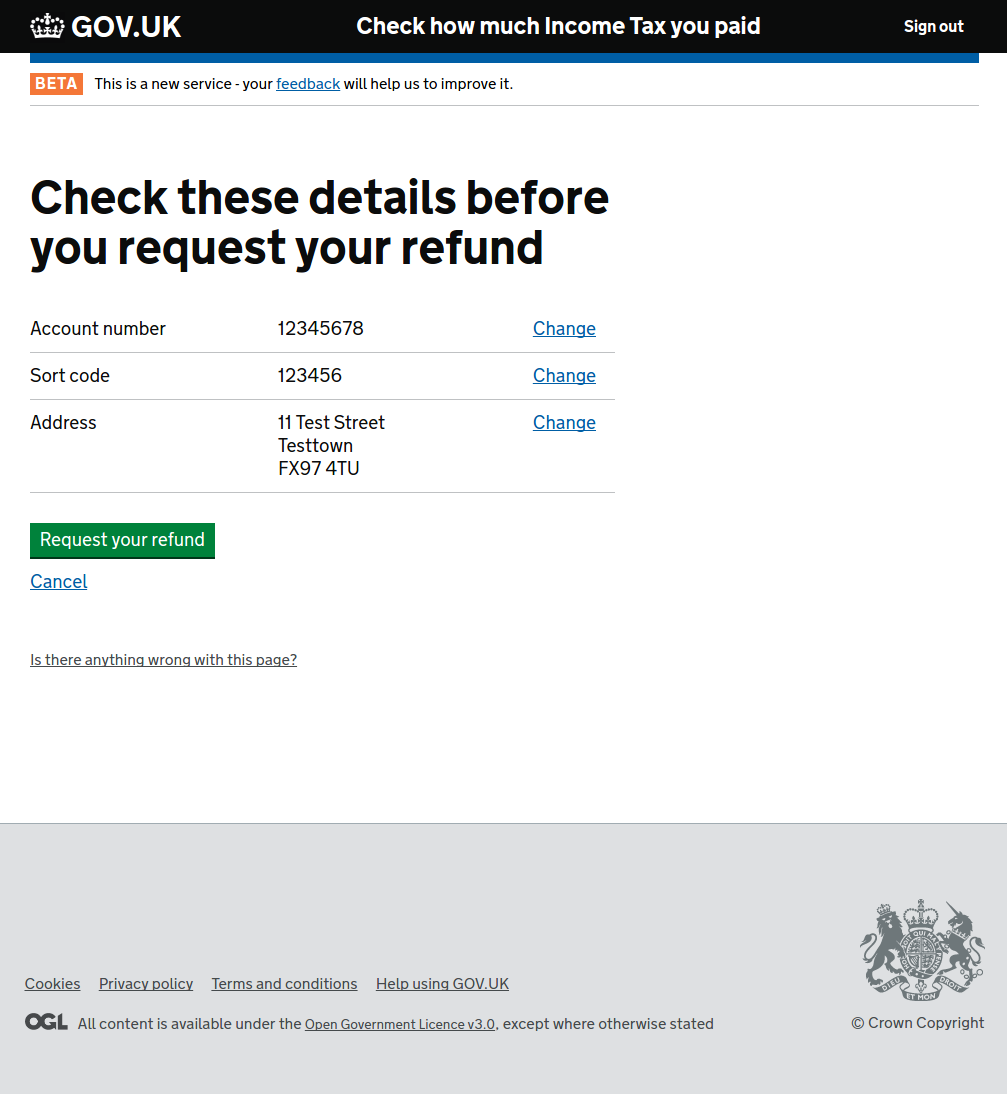 GOV.UK Check how much Income Tax you paid Sign out
BETA This is a new service - your feedback will help us to improve it.
Check these details before
you request your refund
Account number 12345678 Change
Sort code 123456 Change
Address 11 Test Street Change
Testtown
FX97 4TU
Request your refund
Cancel
Is there anything wrong with this page?
Cookies Privacy policy Terms and conditions Help using GOV.UK
OGL All content is available under the Open Government Licence v3.0, except where otherwise stated
DIEU ET MON DROIT
© Crown Copyright